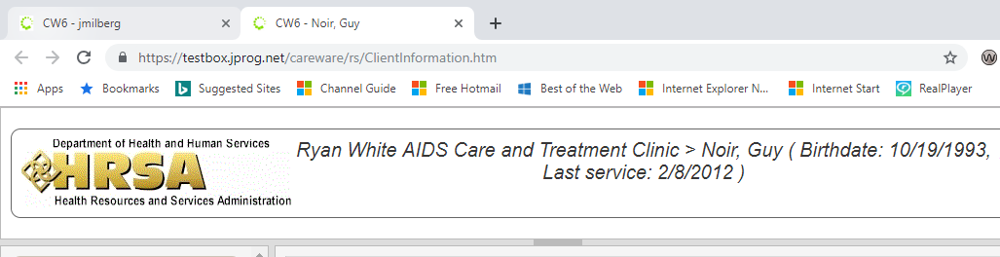 CW6 - jmilberg
CW6 - Noir, Guy
https://testbox.jprog.net/careware/rs/ClientInformation.htm
W
Apps Bookmarks Suggested Sites Channel Guide Free Hotmail Best of the Web Internet Explorer N... Internet Start RealPlayer
Department of Health and Human Services
HRSA
Health Resources and Services Administration
Ryan White AIDS Care and Treatment Clinic > Noir, Guy ( Birthdate: 10/19/1993,
Last service: 2/8/2012 )